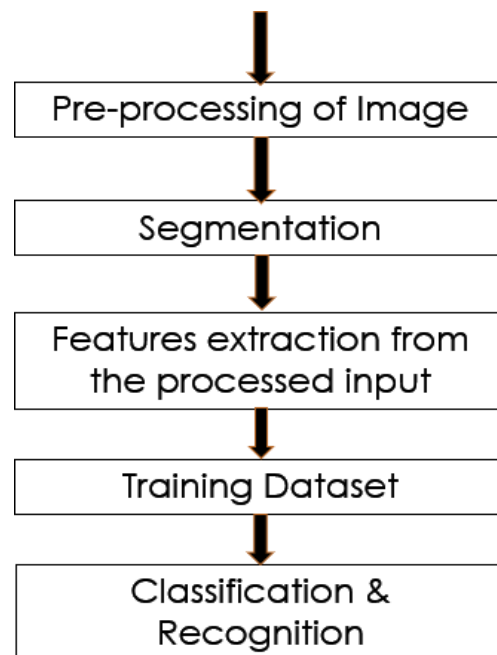 Pre-processing of Image
Segmentation
Features extraction from
the processed input
Training Dataset
Classification &
Recognition